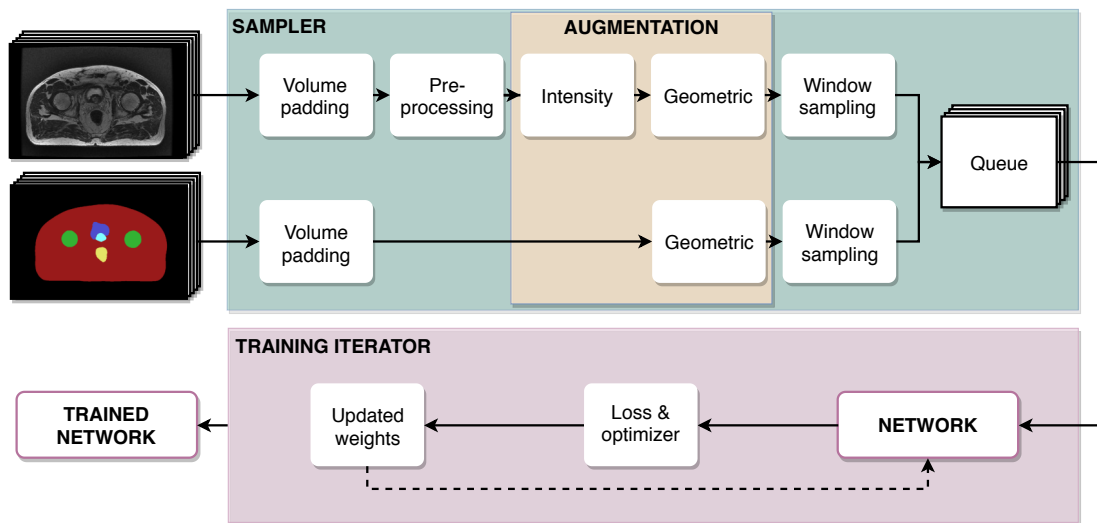 SAMPLER
AUGMENTATION
Volume
padding
Pre-
processing
Intensity
Geometric
Window
sampling
Queue
Volume
padding
Geometric
Window
sampling
TRAINING ITERATOR
TRAINED
NETWORK
Updated
weights
Loss &
optimizer
NETWORK